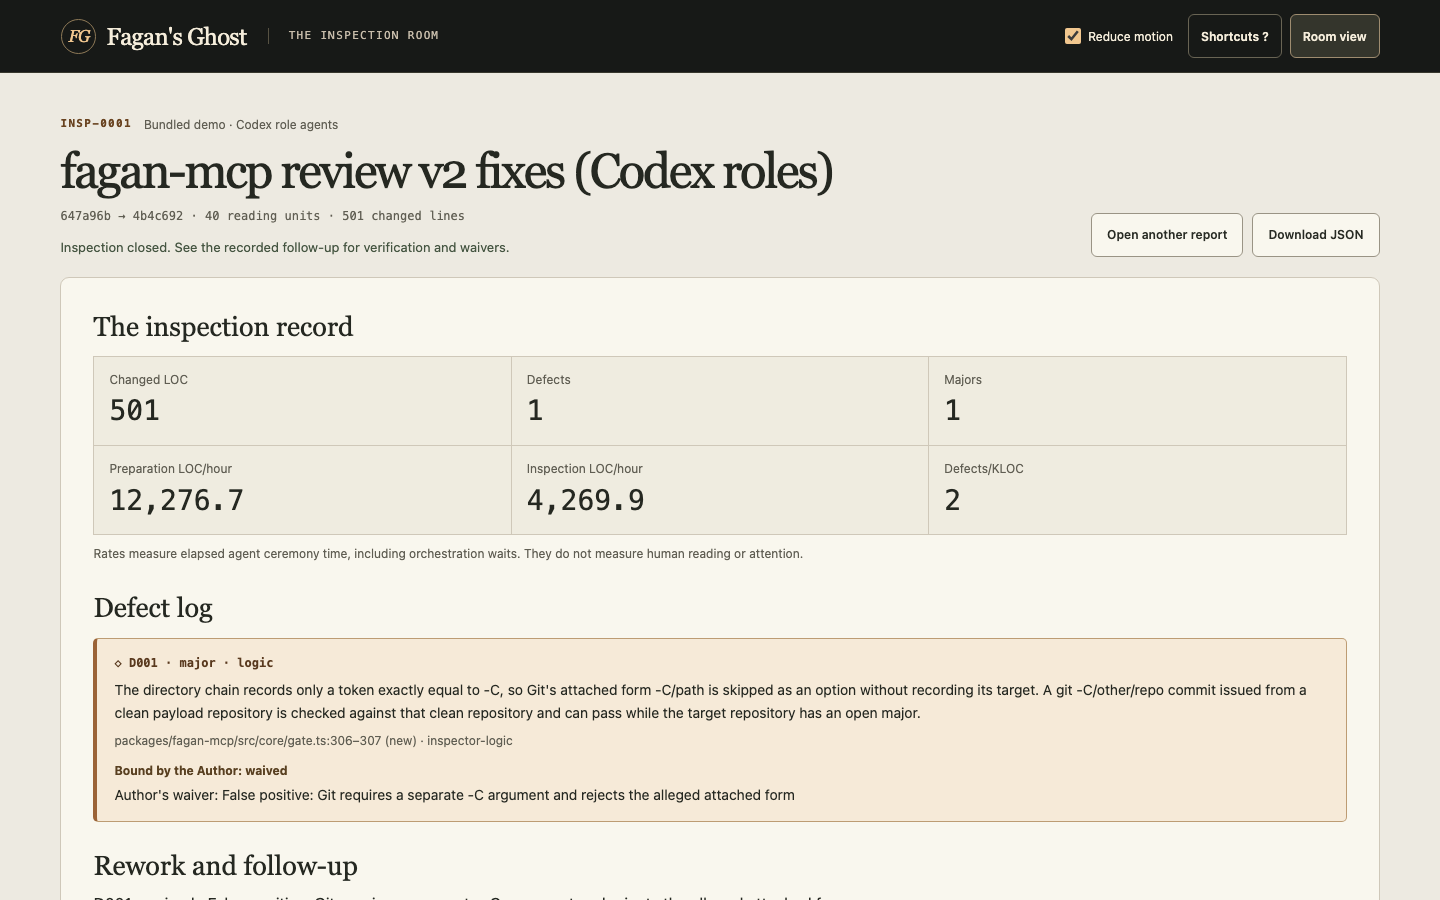 FG Fagan's Ghost THE INSPECTION ROOM Reduce motion Shortcuts ? Room view
INSP-0001 Bundled demo · Codex role agents
fagan-mcp review v2 fixes (Codex roles)
647a96b → 4b4c692 · 40 reading units · 501 changed lines
Inspection closed. See the recorded follow-up for verification and waivers.
Open another report Download JSON
The inspection record
Changed LOC Defects Majors
501 1 1
Preparation LOC/hour Inspection LOC/hour Defects/KLOC
12,276.7 4,269.9 2
Rates measure elapsed agent ceremony time, including orchestration waits. They do not measure human reading or attention.
Defect log
◇ D001 · major · logic
The directory chain records only a token exactly equal to -C, so Git's attached form -C/path is skipped as an option without recording its target. A git -C/other/repo commit issued from a
clean payload repository is checked against that clean repository and can pass while the target repository has an open major.
packages/fagan-mcp/src/core/gate.ts:306–307 (new) · inspector-logic
Bound by the Author: waived
Author's waiver: False positive: Git requires a separate -C argument and rejects the alleged attached form
Rework and follow-up